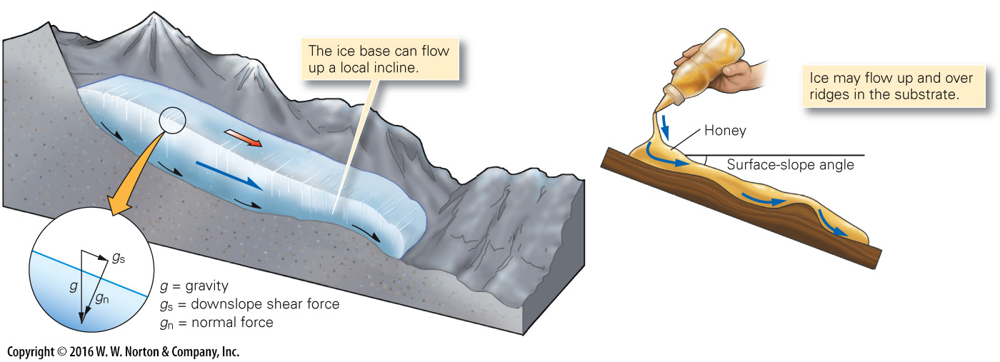 The ice base can flow
up a local incline.
Ice may flow up and over
ridges in the substrate.
Honey
Surface-slope angle
gs
g
gn
g = gravity
gs = downslope shear force
gn = normal force
Copyright © 2016 W. W. Norton & Company, Inc.